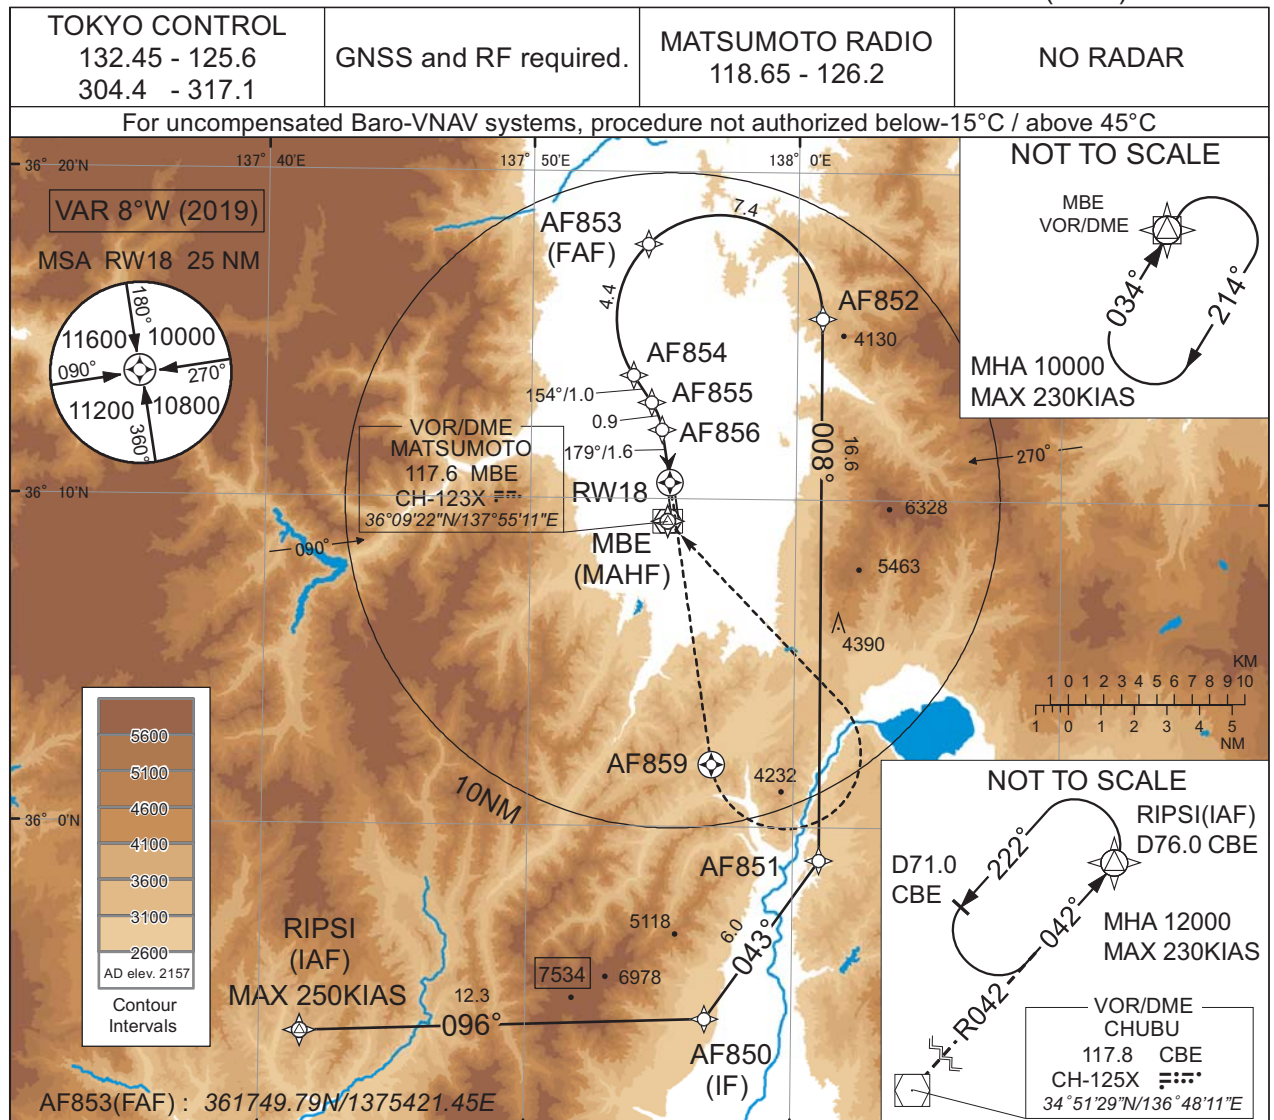 TOKYO CONTROL
132.45 - 125.6
304.4 - 317.1
GNSS and RF required.
MATSUMOTO RADIO
118.65 - 126.2
NO RADAR
For uncompensated Baro-VNAV systems, procedure not authorized below-15°C / above 45°C
36° 20'N
137° 40'E
137° 50'E
138° 0'E
VAR 8°W (2019)
MSA RW18 25 NM
180°
11600
10000
090°
270°
11200
10800
360°
AF853
(FAF)
7.4
4.4
AF852
4130
AF854
154°/1.0
AF855
0.9
AF856
179°/1.6
VOR/DME
MATSUMOTO
117.6 MBE
CH-123X
36°09'22"N/137°55'11"E
RW18
MBE
(MAHF)
008°
16.6
270°
6328
5463
4390
090°
36° 10'N
NOT TO SCALE
MBE
VOR/DME
034°
214°
MHA 10000
MAX 230KIAS
KM
1 0 1 2 3 4 5 6 7 8 9 10
1 0 1 2 3 4 5
NM
AF859
4232
10NM
36° 0'N
AF851
5600
5100
4600
4100
3600
3100
2600
AD elev. 2157
Contour
Intervals
RIPSI
(IAF)
MAX 250KIAS
12.3
096°
5118
7534
6978
6.0
043°
AF850
(IF)
NOT TO SCALE
RIPSI(IAF)
D76.0 CBE
D71.0
CBE
222°
042°
R042
MHA 12000
MAX 230KIAS
VOR/DME
CHUBU
117.8 CBE
CH-125X
34°51'29"N/136°48'11"E
AF853(FAF) : 361749.79N/1375421.45E